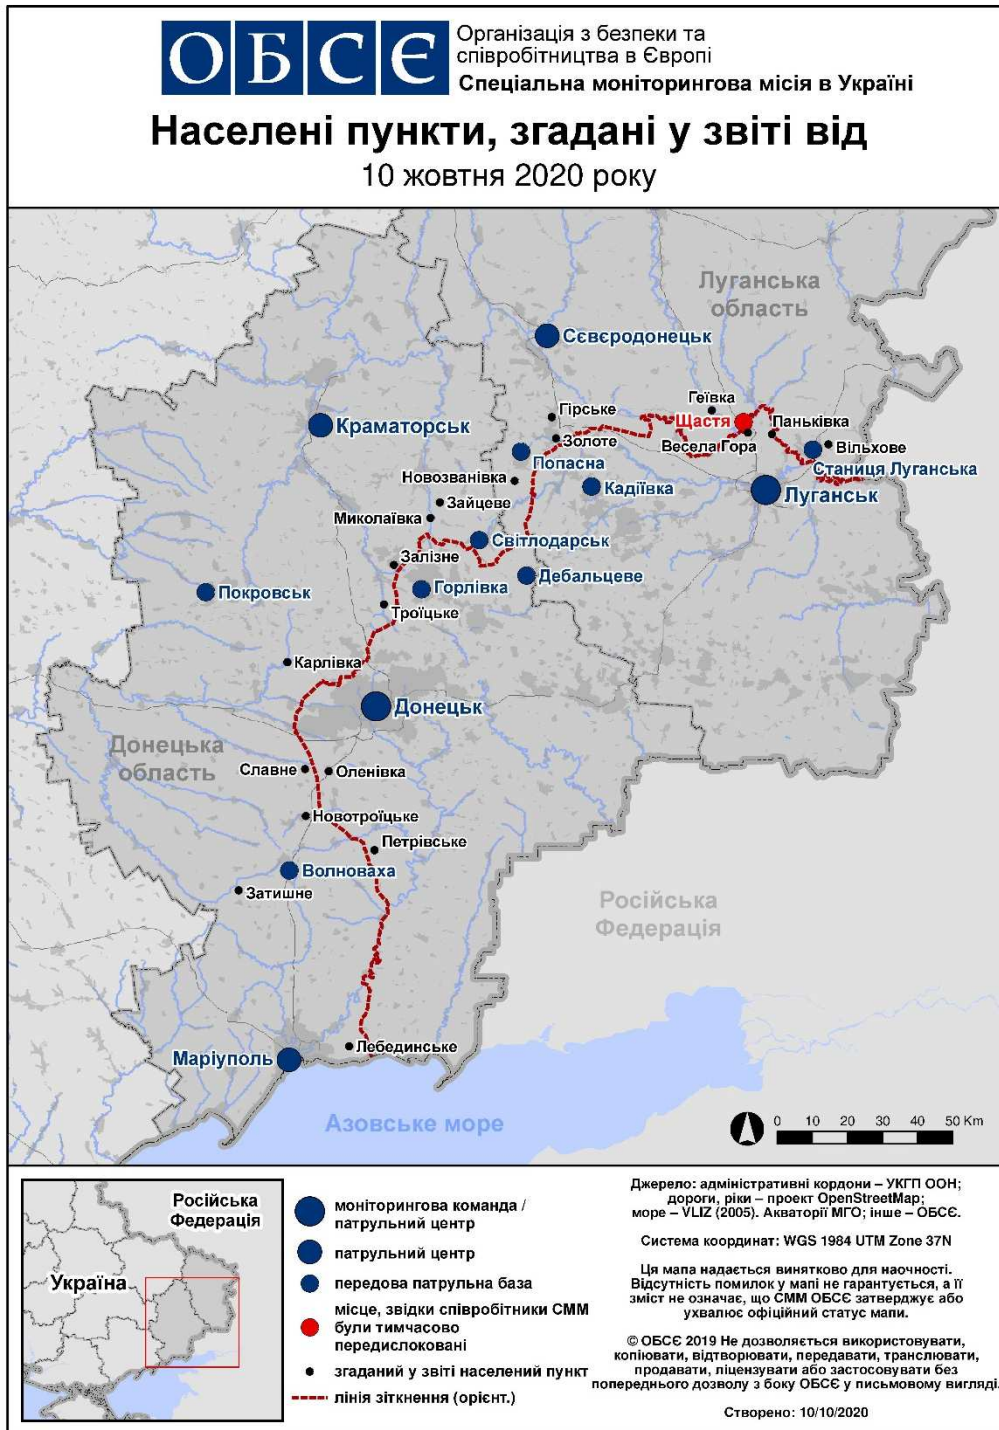 ОБСЄ
Організація з безпеки та
співробітництва в Європі
Спеціальна моніторингова місія в Україні
Населені пункти, згадані у звіті від
10 жовтня 2020 року
Луганська
область
Сєвєродонецьк
Геївка
Гірське
Щастя
Паньківка
Краматорськ
Золоте
Весела Гора
Вільхове
Попасна
Станиця Луганська
Новозванівка
Кадіївка
Луганськ
Зайцеве
Миколаївка
Світлодарськ
Залізне
Дебальцеве
Покровськ
Горлівка
Троїцьке
Карлівка
Донецьк
Донецька
область
Славне
Оленівка
Новотроїцьке
Петрівське
Волноваха
Затишне
Російська
Федерація
Лебединське
Маріуполь
Азовське море
0 10 20 30 40 50 Km
Російська
Федерація
Україна
моніторингова команда /
патрульний центр
патрульний центр
передова патрульна база
місце, звідки співробітники СММ
були тимчасово
передислоковані
згаданий у звіті населений пункт
лінія зіткнення (орієнт.)
Джерело: адміністративні кордони – УКГП ООН;
дороги, ріки – проект OpenStreetMap;
море – VLIZ (2005). Акваторії МГО; інше – ОБСЄ.
Система координат: WGS 1984 UTM Zone 37N
Ця мапа надається винятково для наочності.
Відсутність помилок у мапі не гарантується, а її
зміст не означає, що СММ ОБСЄ затверджує або
ухвалює офіційний статус мапи.
© ОБСЄ 2019 Не дозволяється використовувати,
копіювати, відтворювати, передавати, транслювати,
продавати, ліцензувати або застосовувати без
попереднього дозволу з боку ОБСЄ у письмовому вигляді.
Створено: 10/10/2020